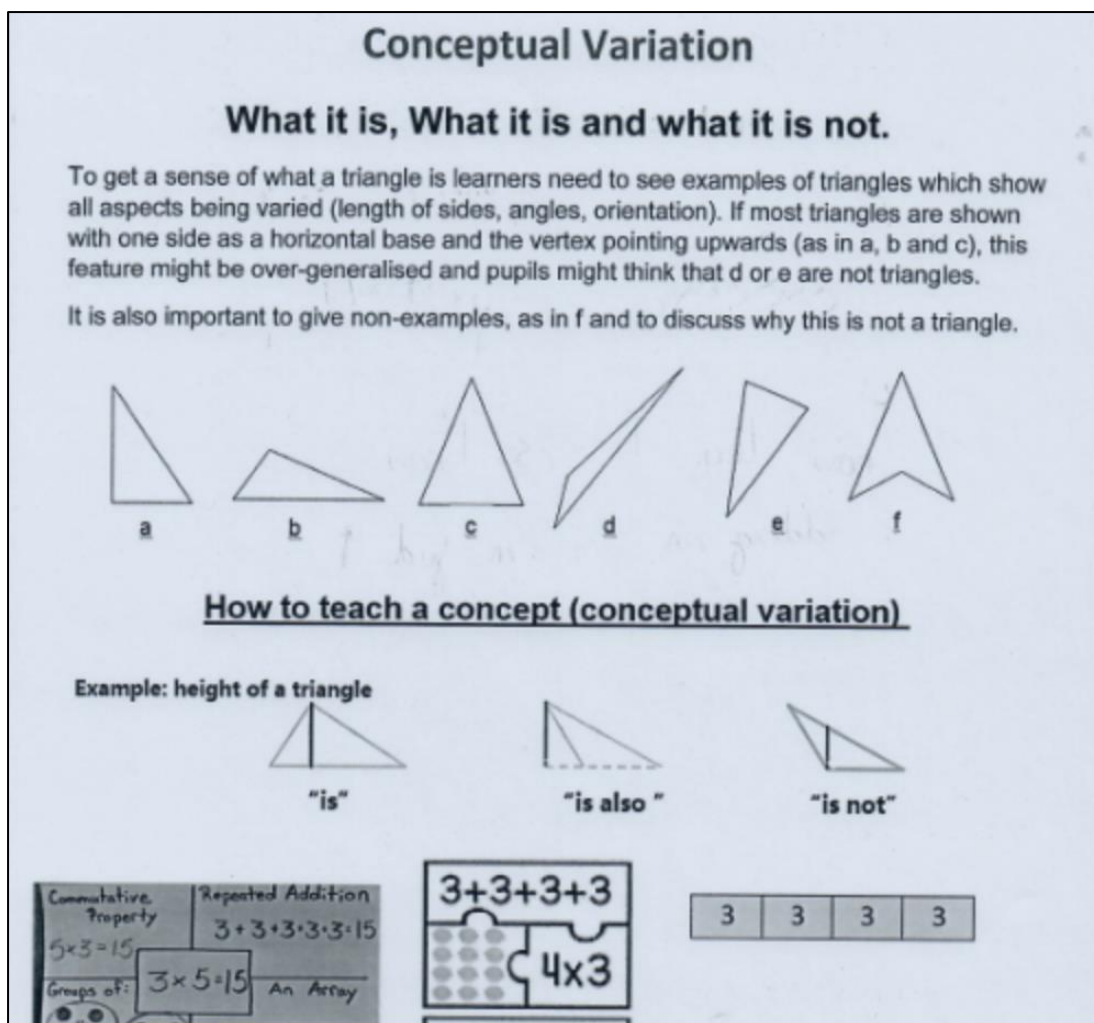 Conceptual Variation
What it is, What it is and what it is not.
To get a sense of what a triangle is learners need to see examples of triangles which show
all aspects being varied (length of sides, angles, orientation). If most triangles are shown
with one side as a horizontal base and the vertex pointing upwards (as in a, b and c), this
feature might be over-generalised and pupils might think that d or e are not triangles.
It is also important to give non-examples, as in f and to discuss why this is not a triangle.
a b c d e f
How to teach a concept (conceptual variation)
Example: height of a triangle
"is" "is also " "is not"
Commutative
Property
5×3=15
Repeated Addition
3+3+3+3+3=15
3×5=15
Groups of:
An Array
3+3+3+3
4x3
3 3 3 3